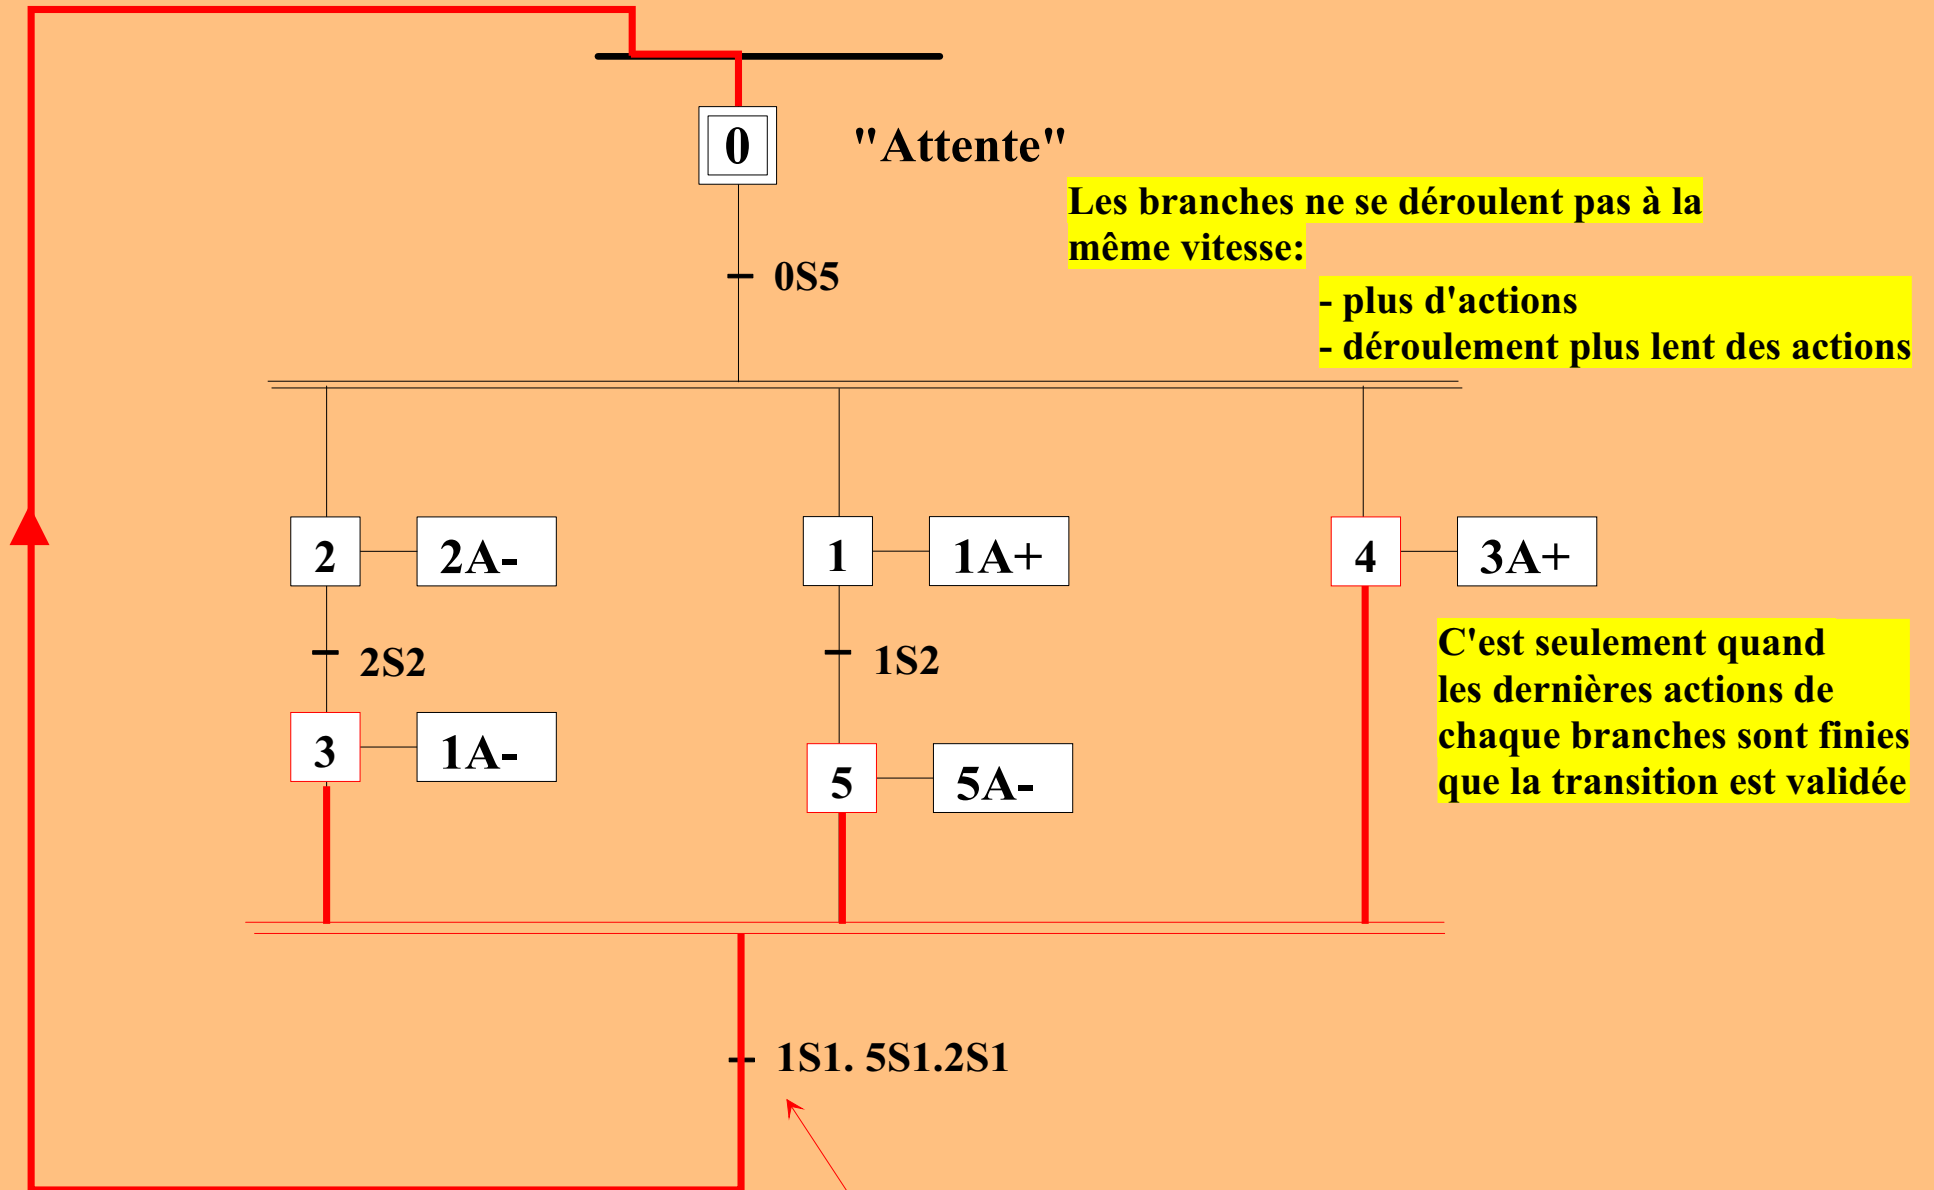 0
"Attente"
Les branches ne se déroulent pas à la
même vitesse:
0S5
- plus d'actions
- déroulement plus lent des actions
2
2A-
1
1A+
4
3A+
2S2
1S2
C'est seulement quand
les dernières actions de
chaque branches sont finies
que la transition est validée
3
1A-
5
5A-
1S1. 5S1.2S1